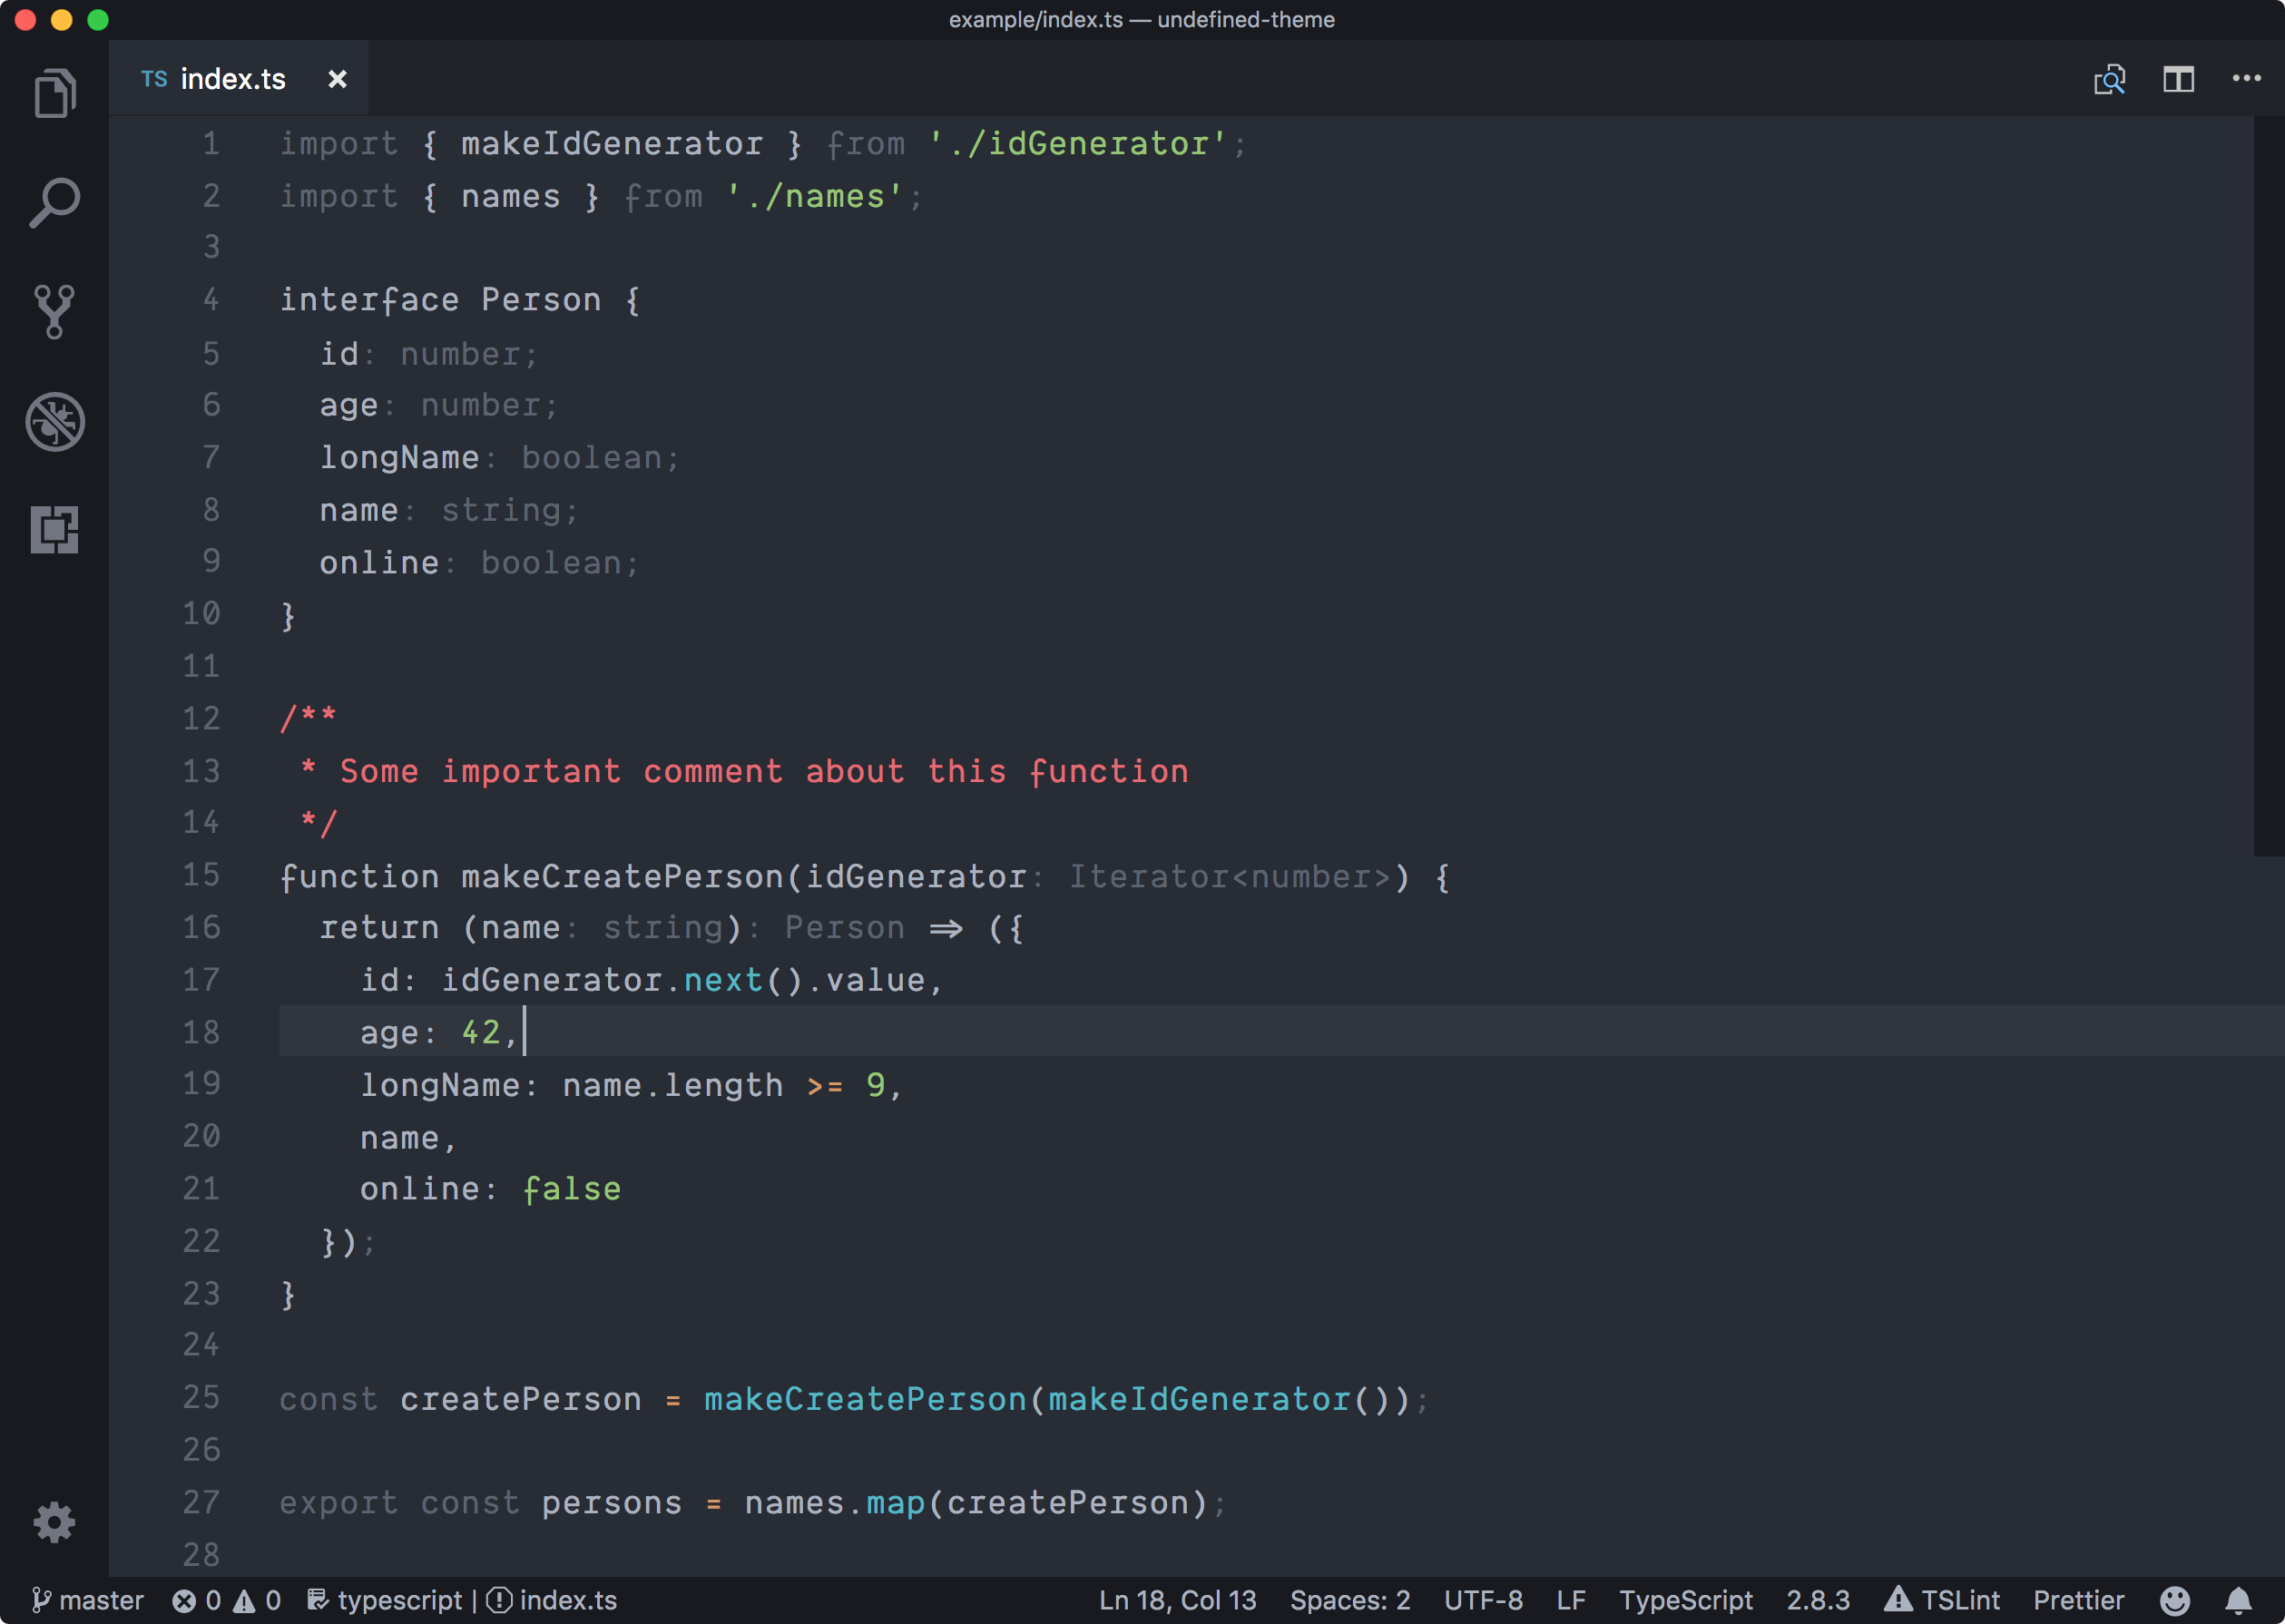 example/index.ts — undefined-theme
TS index.ts
1 import { makeIdGenerator } from './idGenerator';
2 import { names } from './names';
3
4 interface Person {
5   id: number;
6   age: number;
7   longName: boolean;
8   name: string;
9   online: boolean;
10 }
11
12 /**
13  * Some important comment about this function
14  */
15 function makeCreatePerson(idGenerator: Iterator<number>) {
16   return (name: string): Person => ({
17     id: idGenerator.next().value,
18     age: 42,
19     longName: name.length >= 9,
20     name,
21     online: false
22   });
23 }
24
25 const createPerson = makeCreatePerson(makeIdGenerator());
26
27 export const persons = names.map(createPerson);
28
master 0 0 typescript | index.ts Ln 18, Col 13 Spaces: 2 UTF-8 LF TypeScript 2.8.3 TSLint Prettier